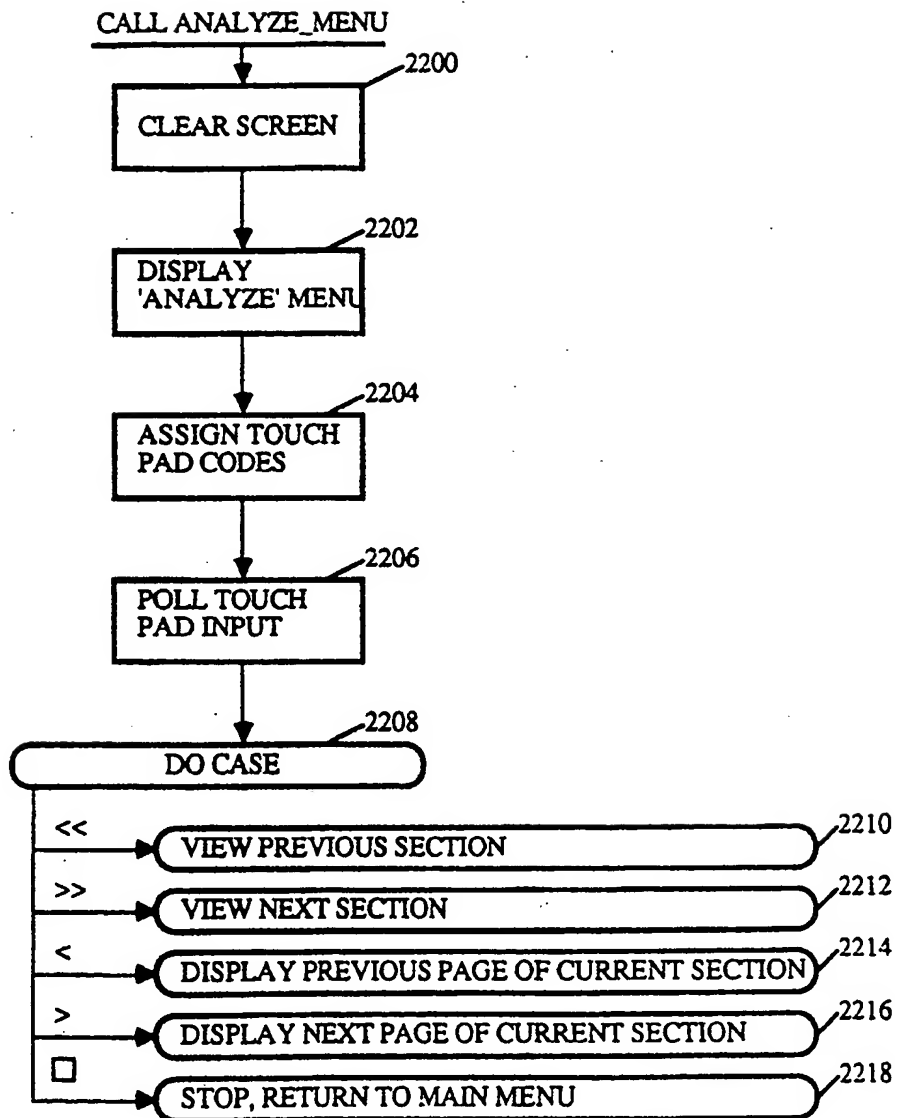 CALL ANALYZE_MENU
2200
CLEAR SCREEN
2202
DISPLAY
'ANALYZE' MENU
2204
ASSIGN TOUCH
PAD CODES
2206
POLL TOUCH
PAD INPUT
2208
DO CASE
<<
VIEW PREVIOUS SECTION
2210
>>
VIEW NEXT SECTION
2212
<
DISPLAY PREVIOUS PAGE OF CURRENT SECTION
2214
>
DISPLAY NEXT PAGE OF CURRENT SECTION
2216
□
STOP, RETURN TO MAIN MENU
2218